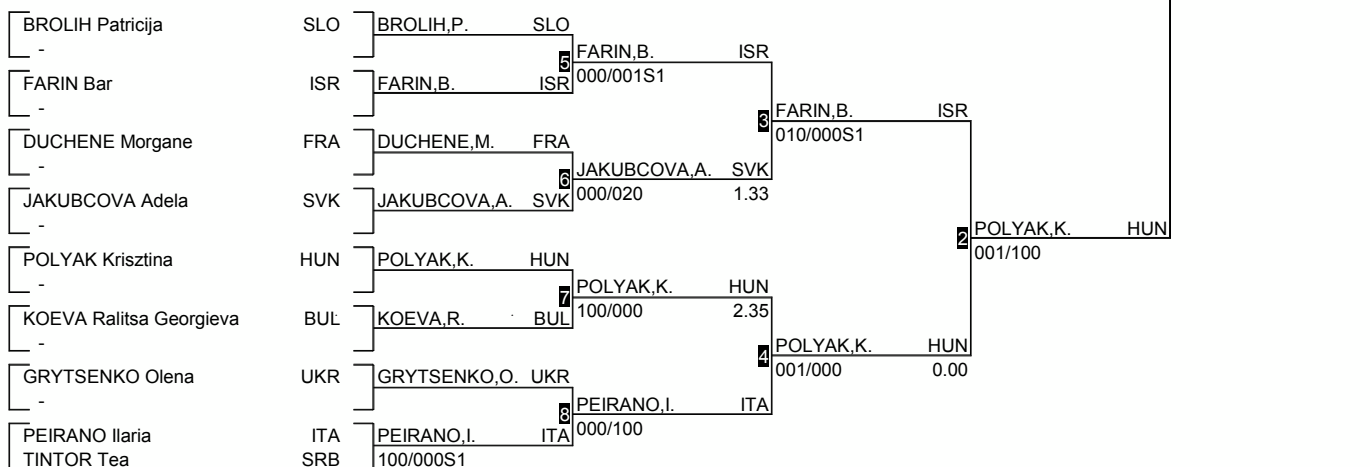 BROLIH Patricija SLO BROLIH,P. SLO
-
5 FARIN,B. ISR
000/001S1
FARIN Bar ISR FARIN,B. ISR
-
3 FARIN,B. ISR
010/000S1
DUCHENE Morgane FRA DUCHENE,M. FRA
-
6 JAKUBCOVA,A. SVK
000/020 1.33
JAKUBCOVA Adela SVK JAKUBCOVA,A. SVK
-
2 POLYAK,K. HUN
001/100
POLYAK Krisztina HUN POLYAK,K. HUN
-
7 POLYAK,K. HUN
100/000 2.35
KOEVA Ralitsa Georgieva BUL KOEVA,R. BUL
-
4 POLYAK,K. HUN
001/000 0.00
GRYTSENKO Olena UKR GRYTSENKO,O. UKR
-
8 PEIRANO,I. ITA
000/100
PEIRANO Ilaria ITA PEIRANO,I. ITA
TINTOR Tea SRB 100/000S1